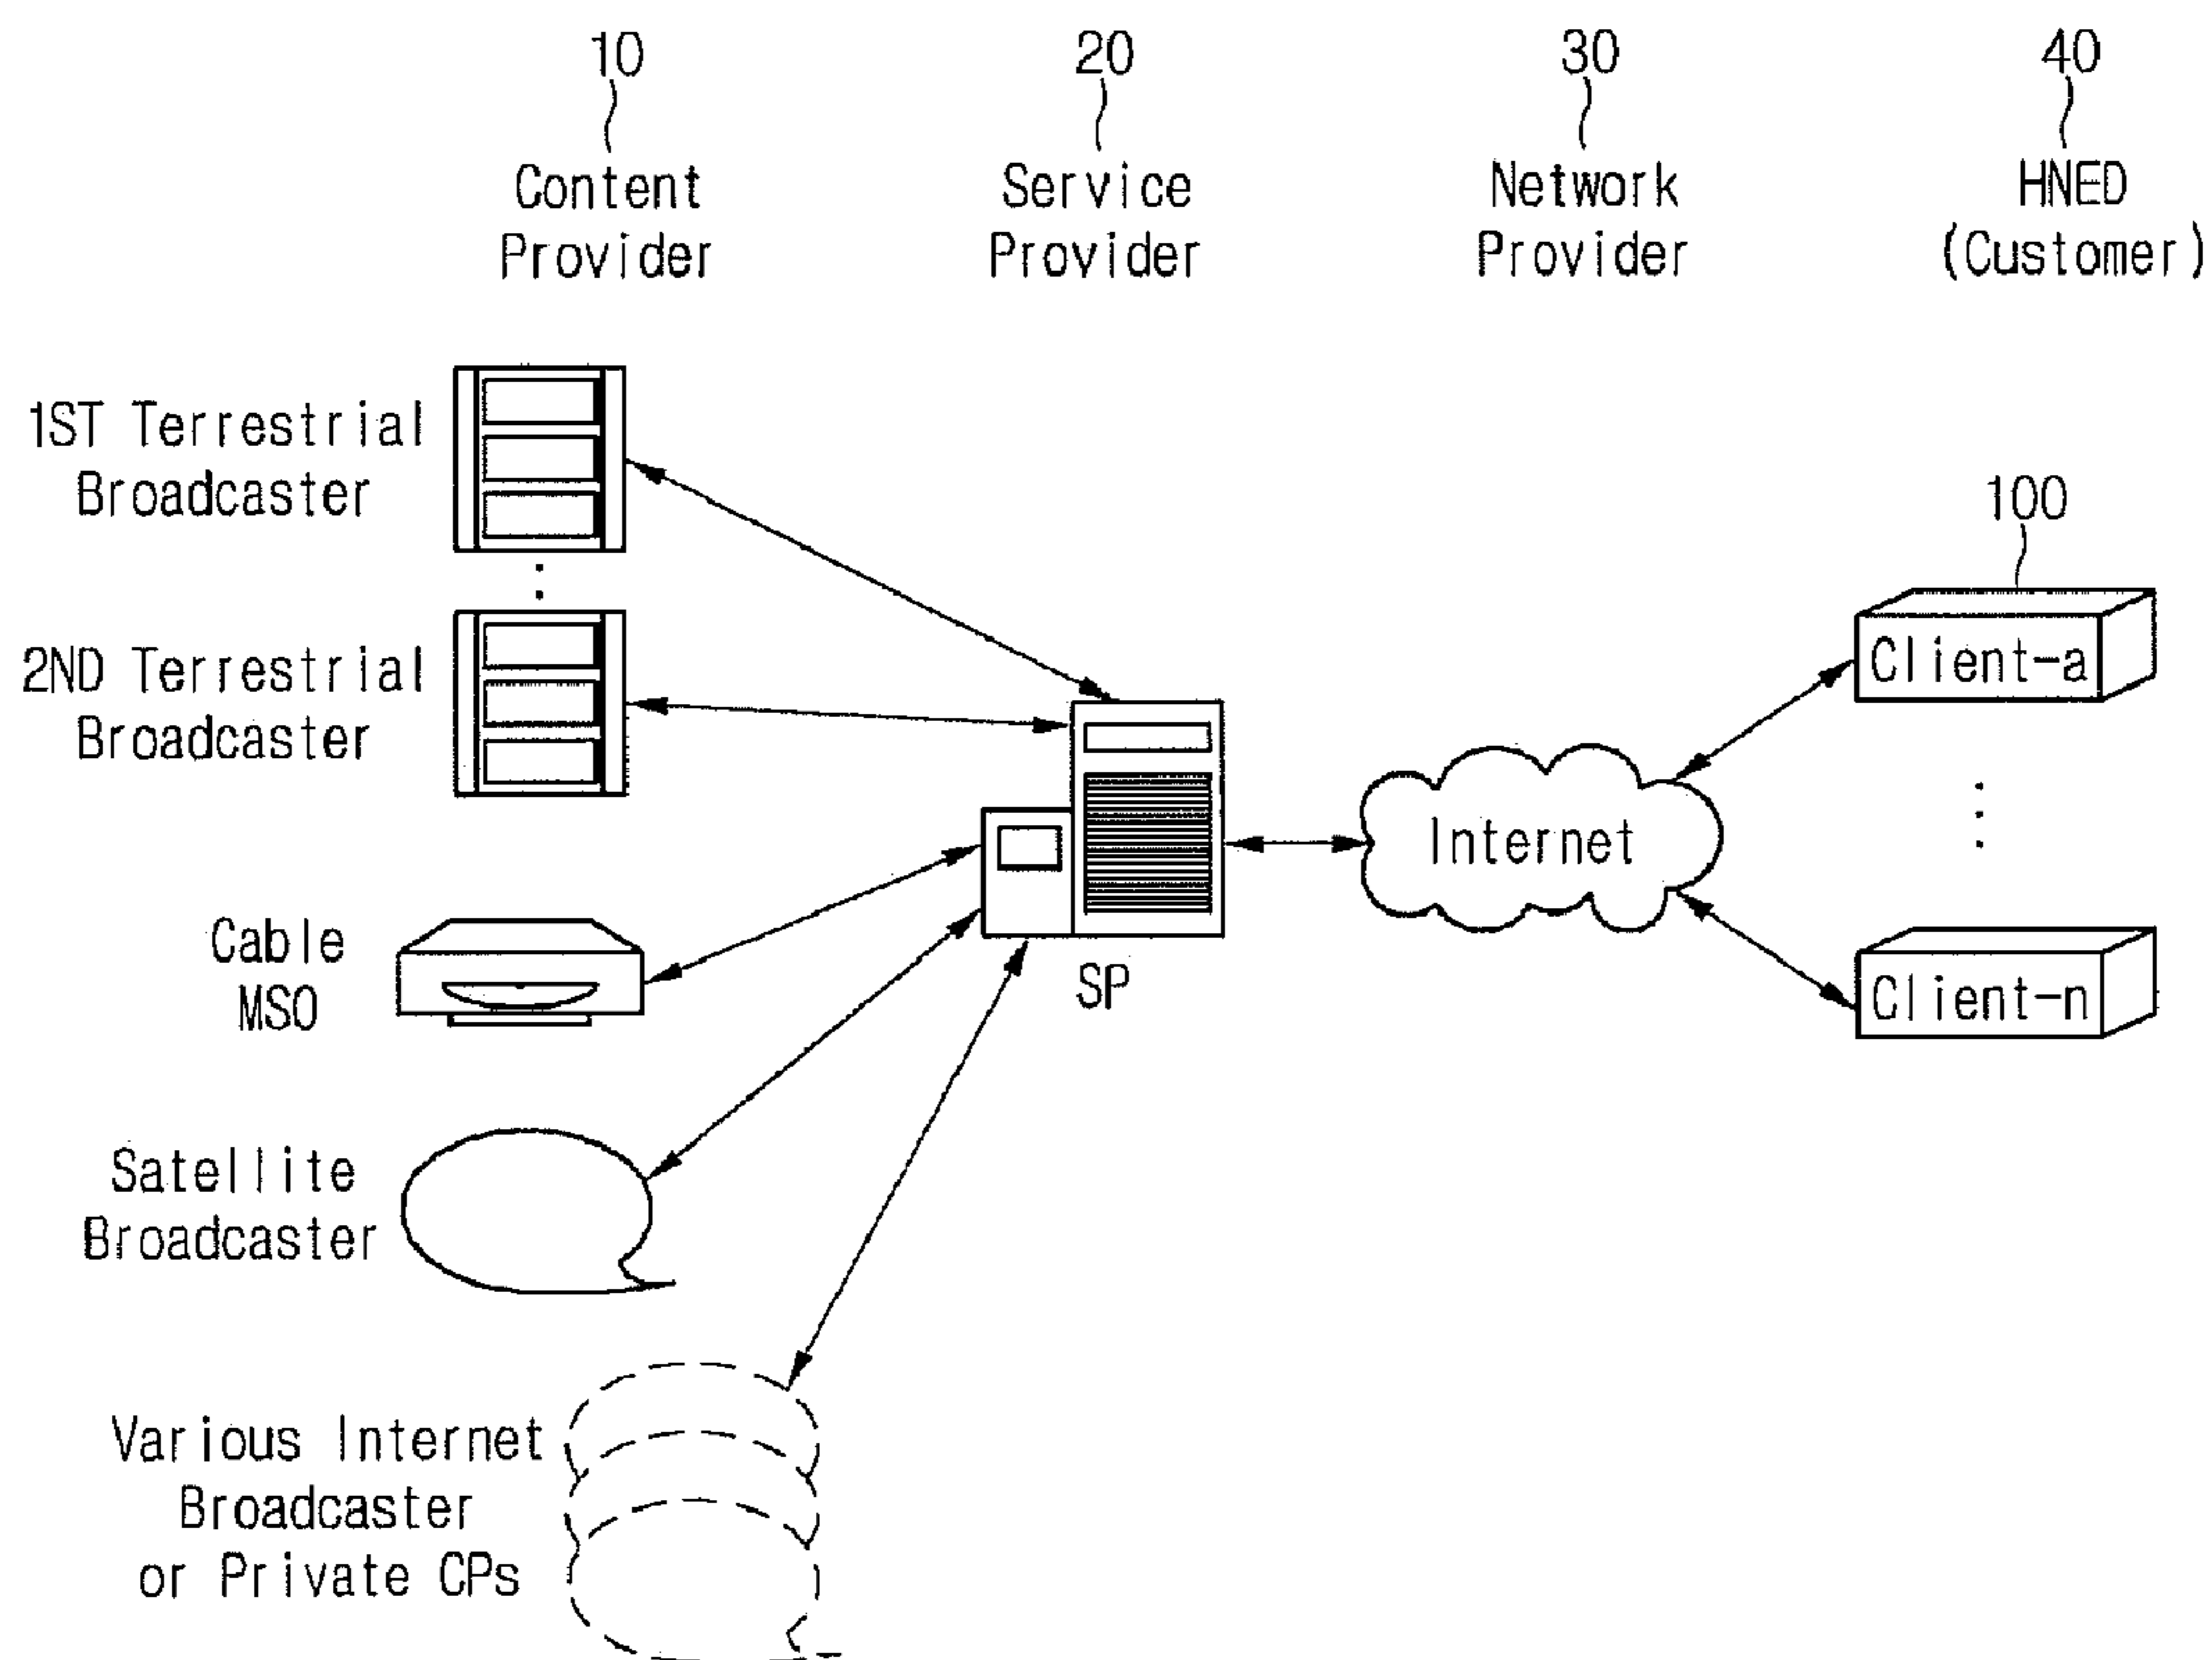 10
20
30
40
Content
Provider
Service
Provider
Network
Provider
HNED
(Customer)
1ST Terrestrial
Broadcaster
2ND Terrestrial
Broadcaster
Cable
MSO
Satellite
Broadcaster
Various Internet
Broadcaster
or Private CPs
SP
Internet
100
Client-a
Client-n